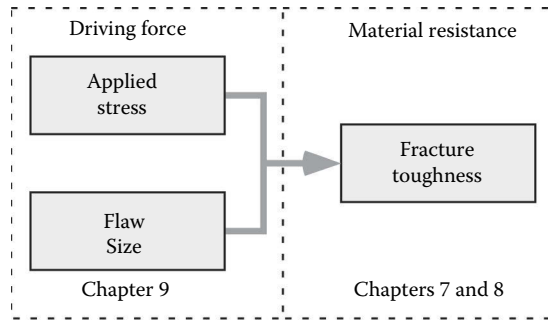 Driving force
Applied
stress
Flaw
Size
Chapter 9
Material resistance
Fracture
toughness
Chapters 7 and 8